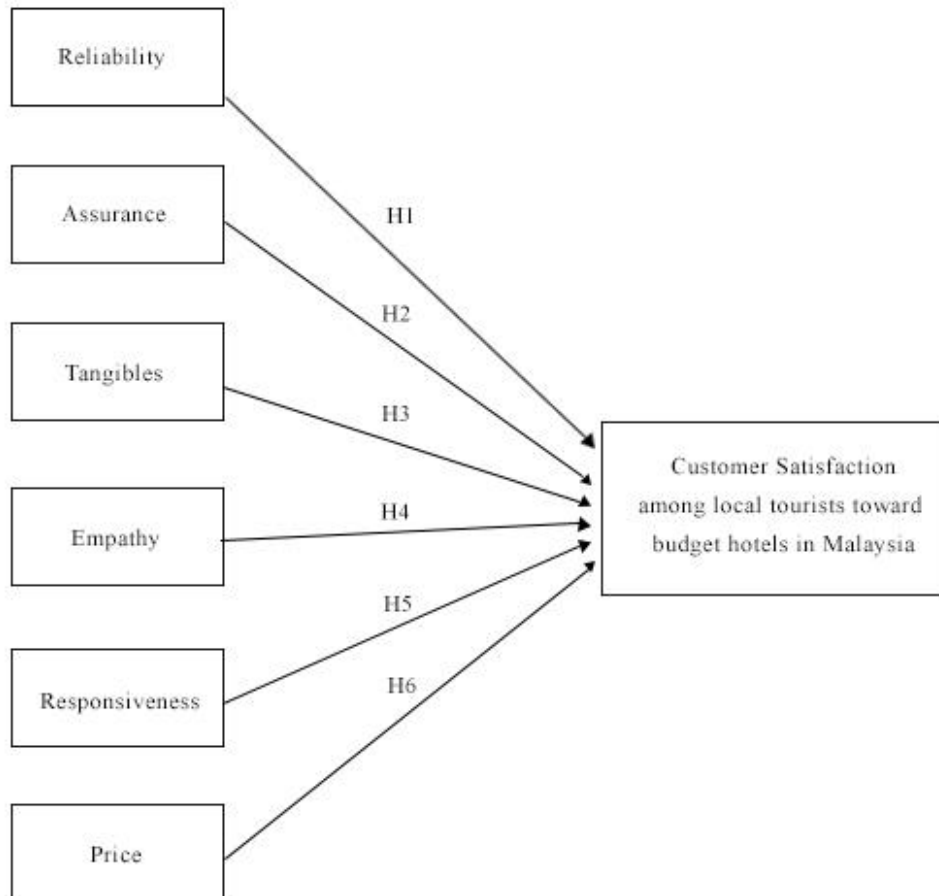 Reliability
Assurance
Tangibles
Empathy
Responsiveness
Price
H1
H2
H3
H4
H5
H6
Customer Satisfaction
among local tourists toward
budget hotels in Malaysia